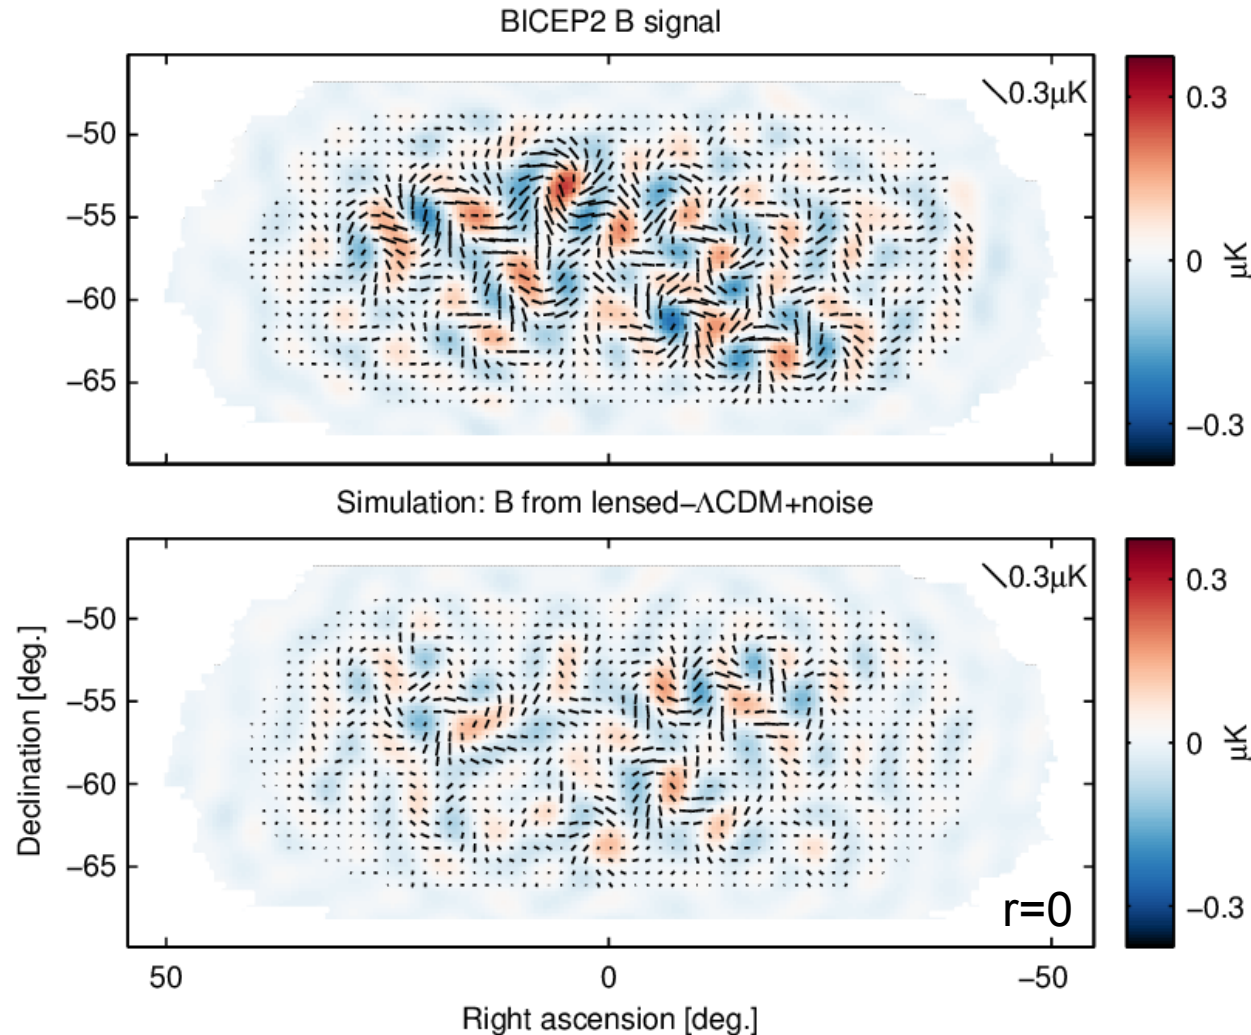 BICEP2 B signal
0.3µK
−50
−55
−60
−65
0.3
0
−0.3
µK
Simulation: B from lensed−ΛCDM+noise
0.3µK
−50
−55
−60
−65
Declination [deg.]
r=0
0.3
0
−0.3
µK
50
0
−50
Right ascension [deg.]